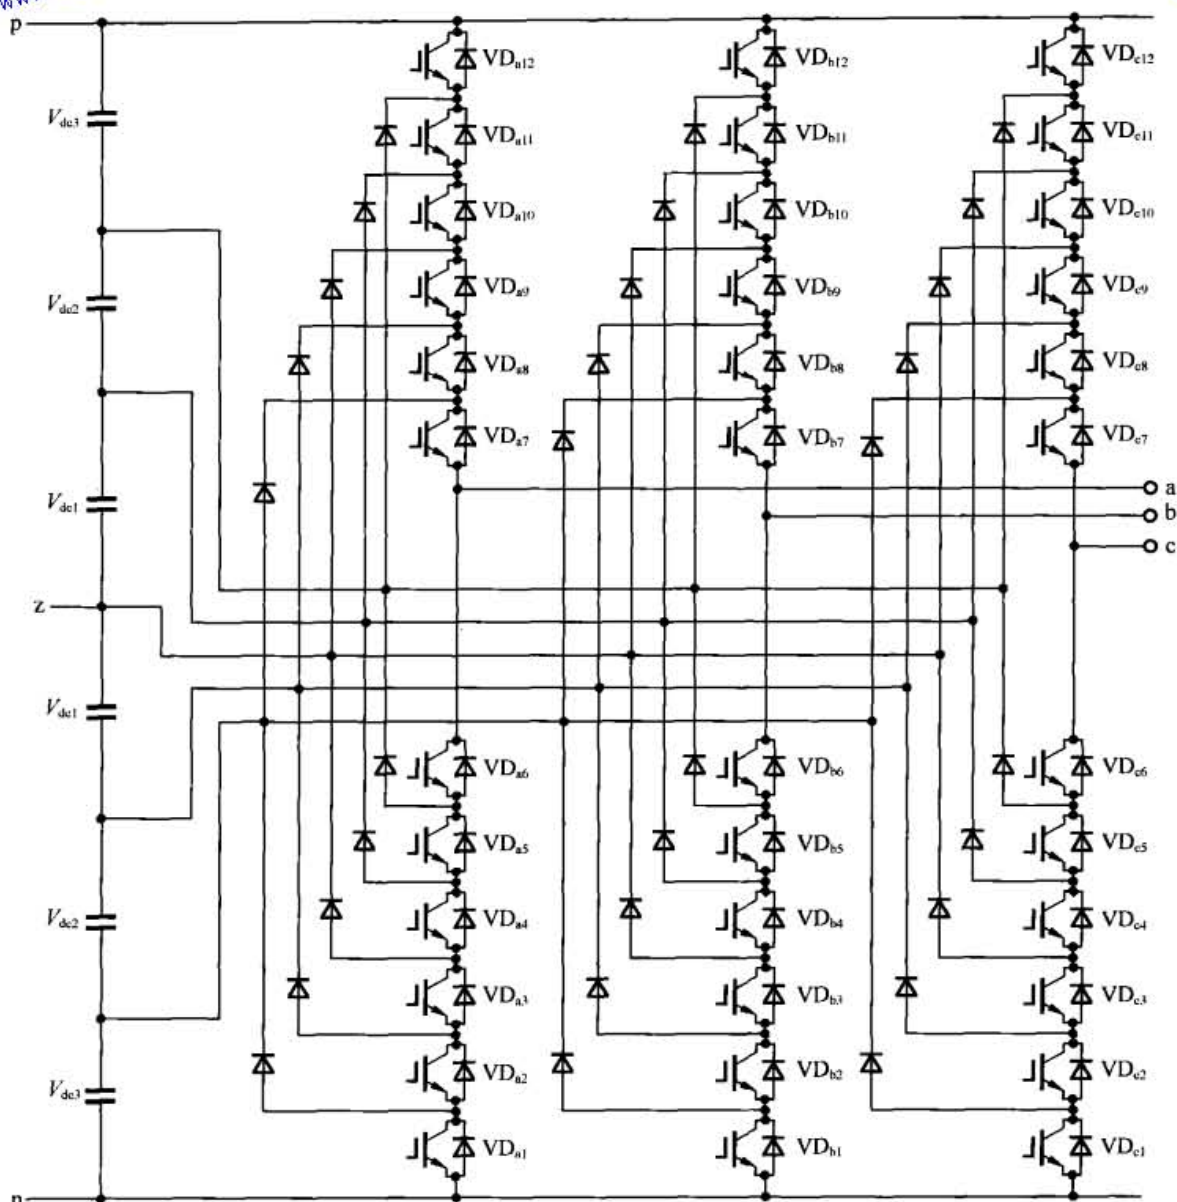 p
VDa12 VDb12 VDc12
Vdc3
VDa11 VDb11 VDc11
VDa10 VDb10 VDc10
Vdc2
VDa9 VDb9 VDc9
VDa8 VDb8 VDc8
VDa7 VDb7 VDc7
a
Vdc1
b
c
z
Vdc1
VDa6 VDb6 VDc6
VDa5 VDb5 VDc5
Vdc2
VDa4 VDb4 VDc4
VDa3 VDb3 VDc3
VDa2 VDb2 VDc2
Vdc3
VDa1 VDb1 VDc1
n